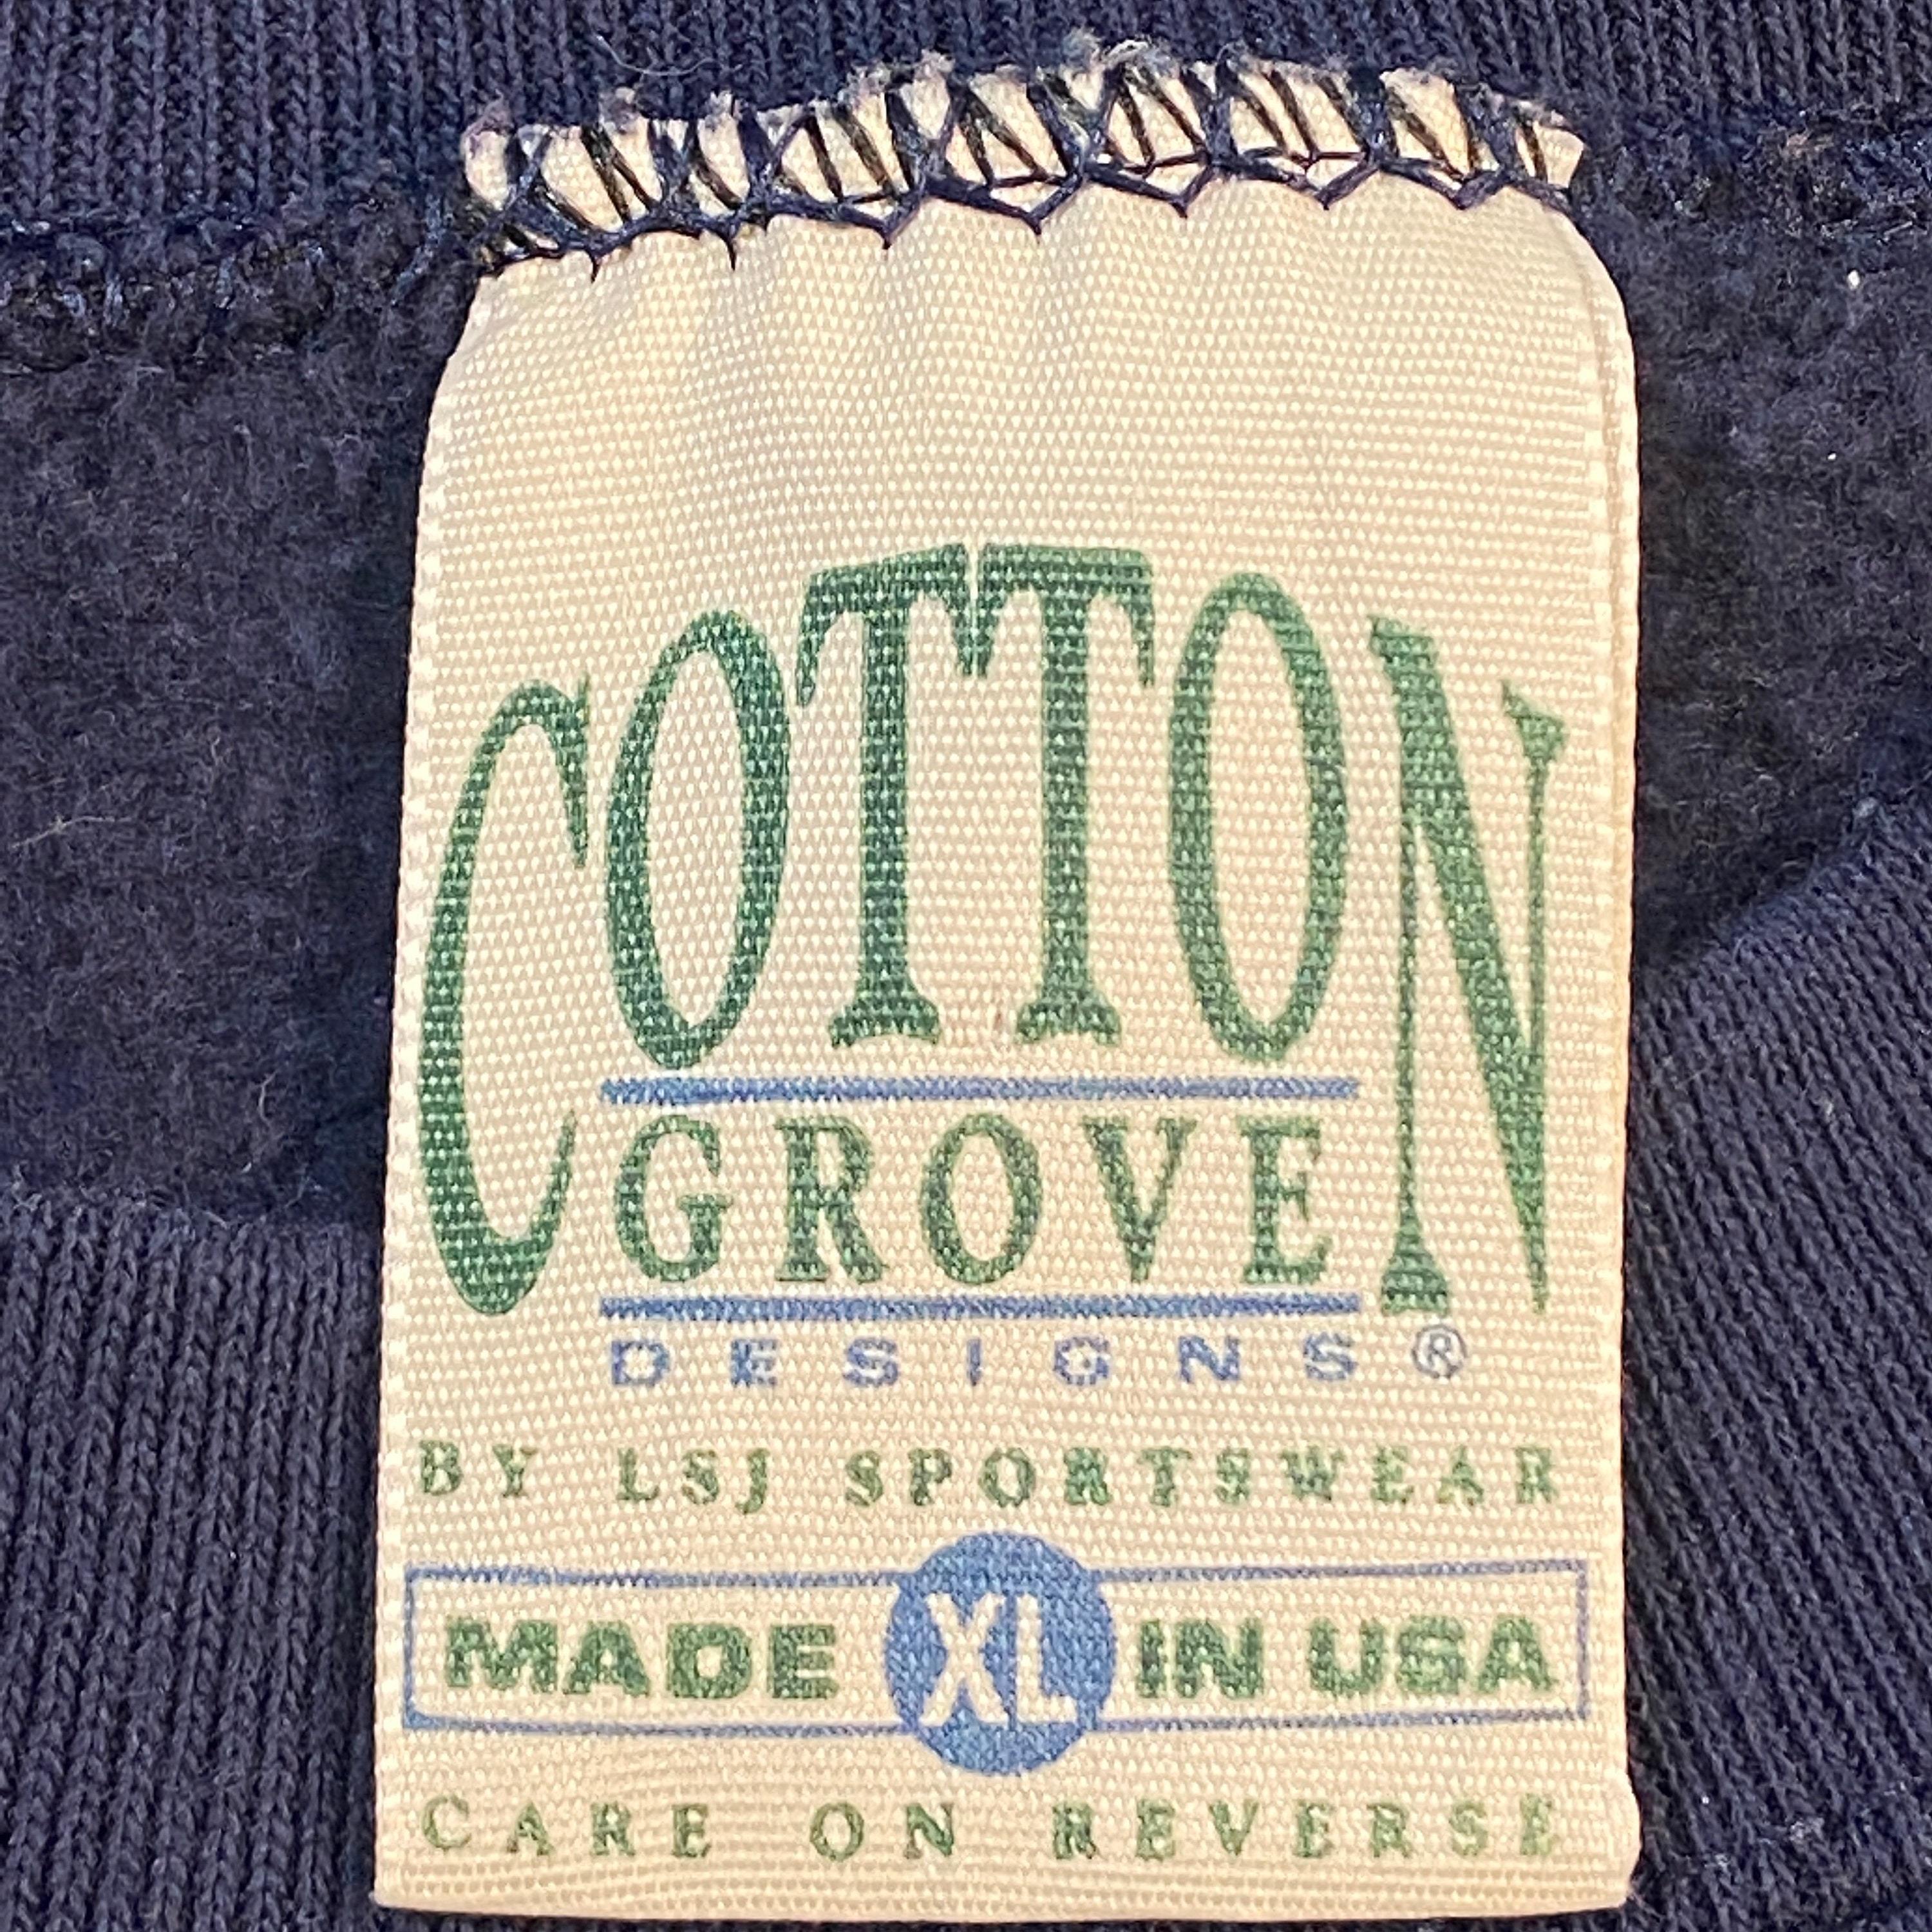 COTTON
GROVE
DESIGNS®
BY LSJ SPORTSWEAR
MADE XL IN USA
CARE ON REVERSE